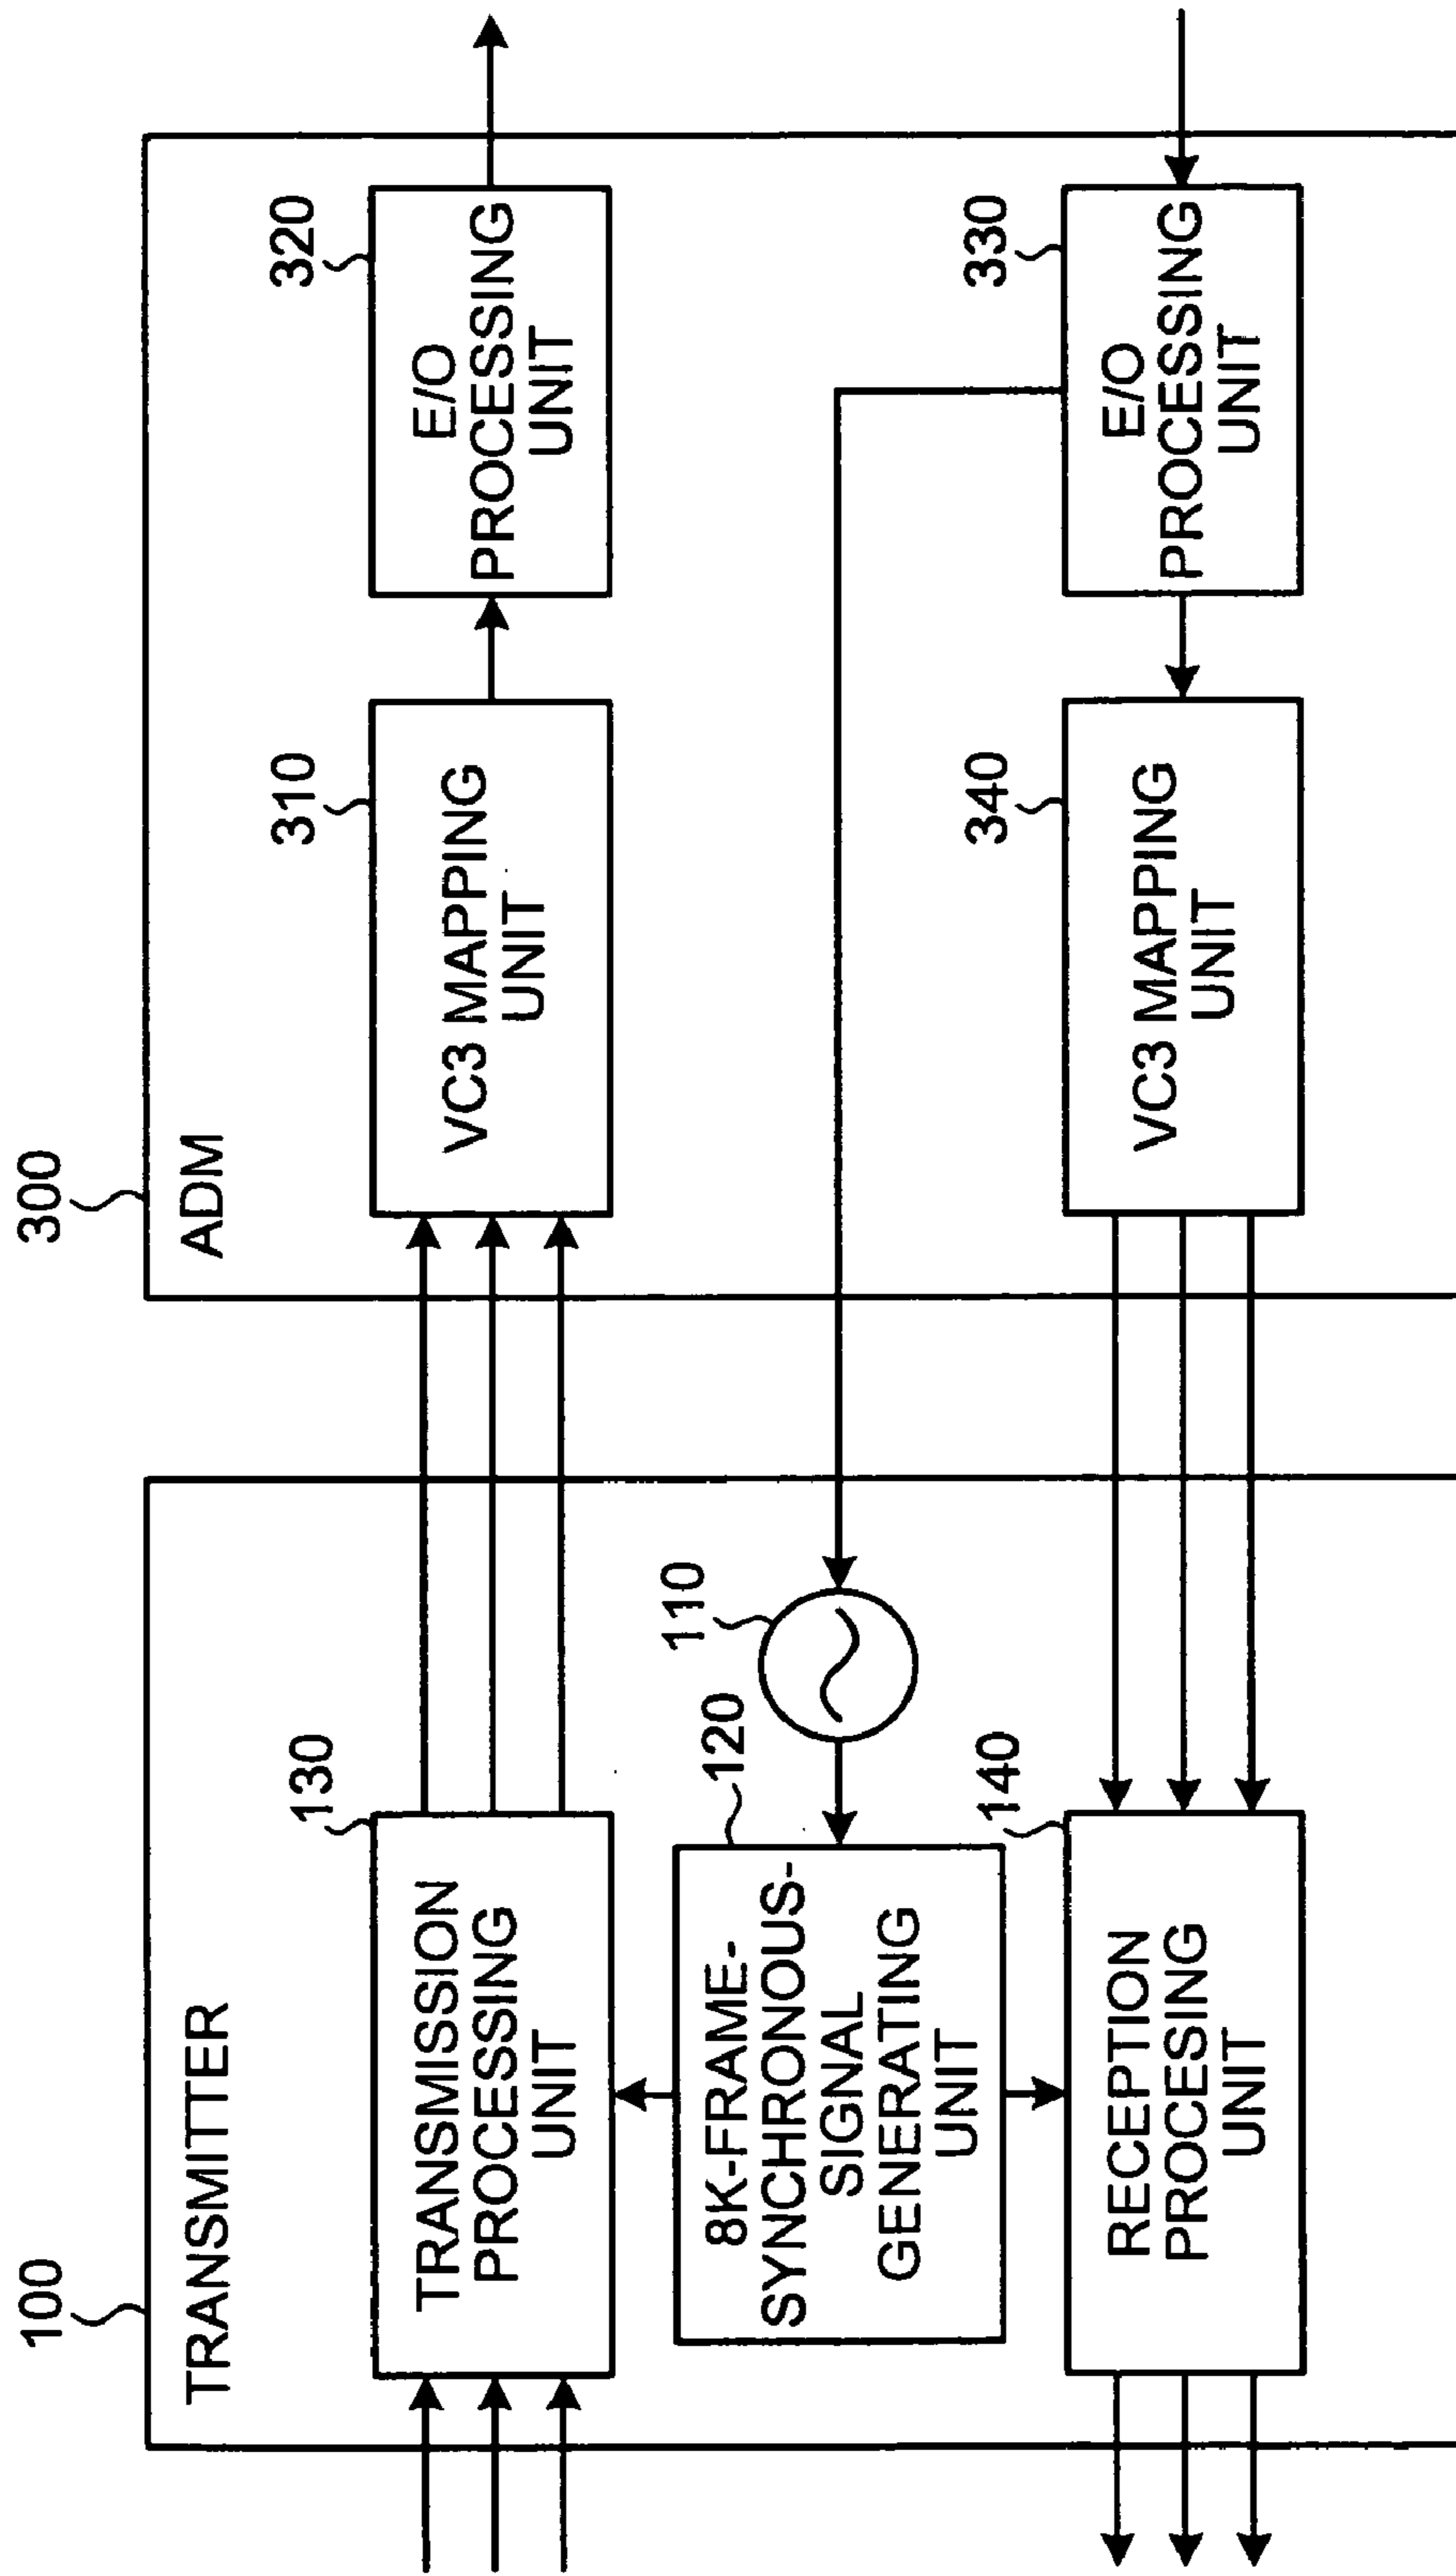 100
TRANSMITTER
130
TRANSMISSION
PROCESSING
UNIT
120
8K-FRAME-
SYNCHRONOUS-
SIGNAL
GENERATING
UNIT
110
140
RECEPTION
PROCESSING
UNIT
300
ADM
310
VC3 MAPPING
UNIT
320
E/O
PROCESSING
UNIT
340
VC3 MAPPING
UNIT
330
E/O
PROCESSING
UNIT